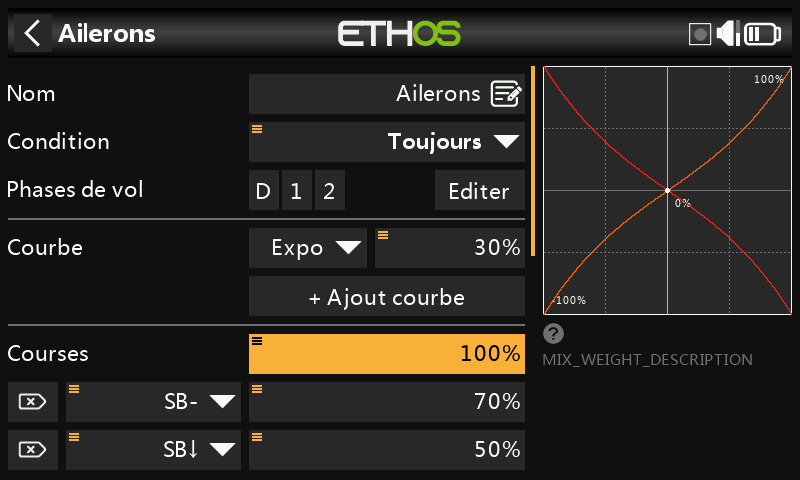 Ailerons
ETHOS
Nom
Ailerons
Condition
Toujours
Phases de vol
D 1 2
Editer
Courbe
Expo
30%
+ Ajout courbe
Courses
100%
SB-
70%
SB↓
50%
100%
0%
-100%
?
MIX_WEIGHT_DESCRIPTION